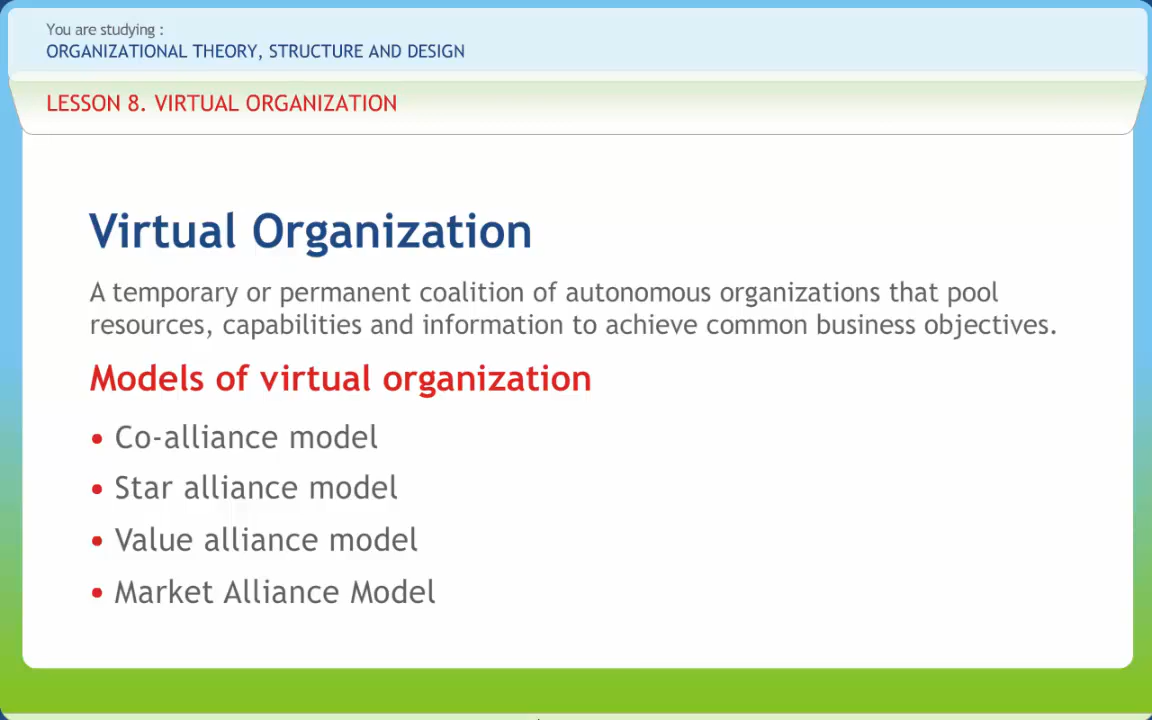 You are studying :
ORGANIZATIONAL THEORY, STRUCTURE AND DESIGN
LESSON 8. VIRTUAL ORGANIZATION
Virtual Organization
A temporary or permanent coalition of autonomous organizations that pool
resources, capabilities and information to achieve common business objectives.
Models of virtual organization
• Co-alliance model
• Star alliance model
• Value alliance model
• Market Alliance Model